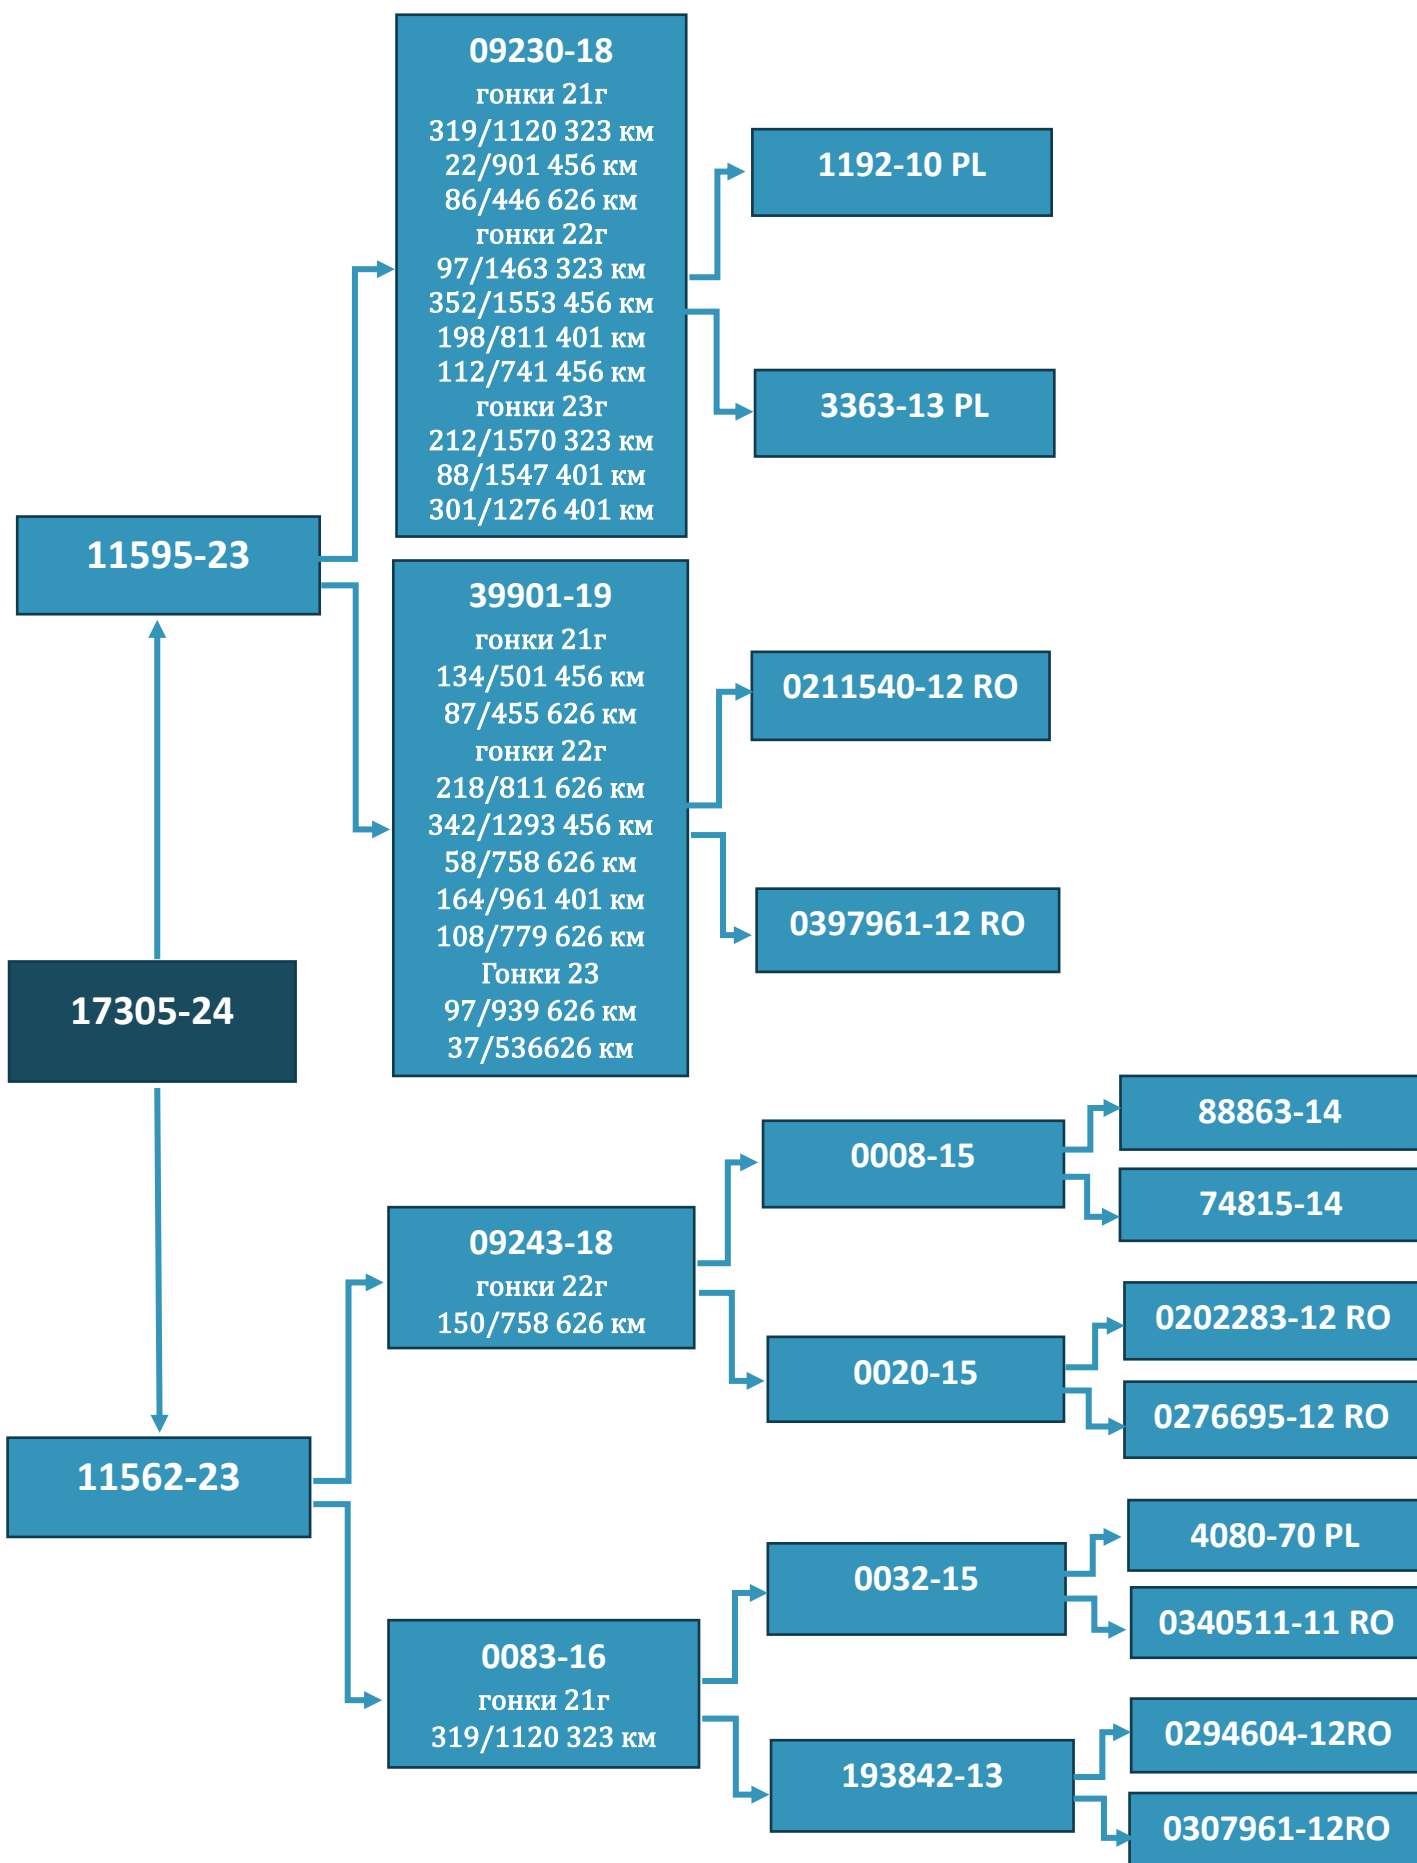 09230-18
гонки 21г
319/1120 323 км
22/901 456 км
86/446 626 км
гонки 22г
97/1463 323 км
352/1553 456 км
198/811 401 км
112/741 456 км
гонки 23г
212/1570 323 км
88/1547 401 км
301/1276 401 км
1192-10 PL
3363-13 PL
11595-23
39901-19
гонки 21г
134/501 456 км
87/455 626 км
гонки 22г
218/811 626 км
342/1293 456 км
58/758 626 км
164/961 401 км
108/779 626 км
Гонки 23
97/939 626 км
37/536626 км
0211540-12 RO
0397961-12 RO
17305-24
09243-18
гонки 22г
150/758 626 км
0008-15
88863-14
74815-14
0020-15
0202283-12 RO
0276695-12 RO
11562-23
0083-16
гонки 21г
319/1120 323 км
0032-15
4080-70 PL
0340511-11 RO
193842-13
0294604-12RO
0307961-12RO